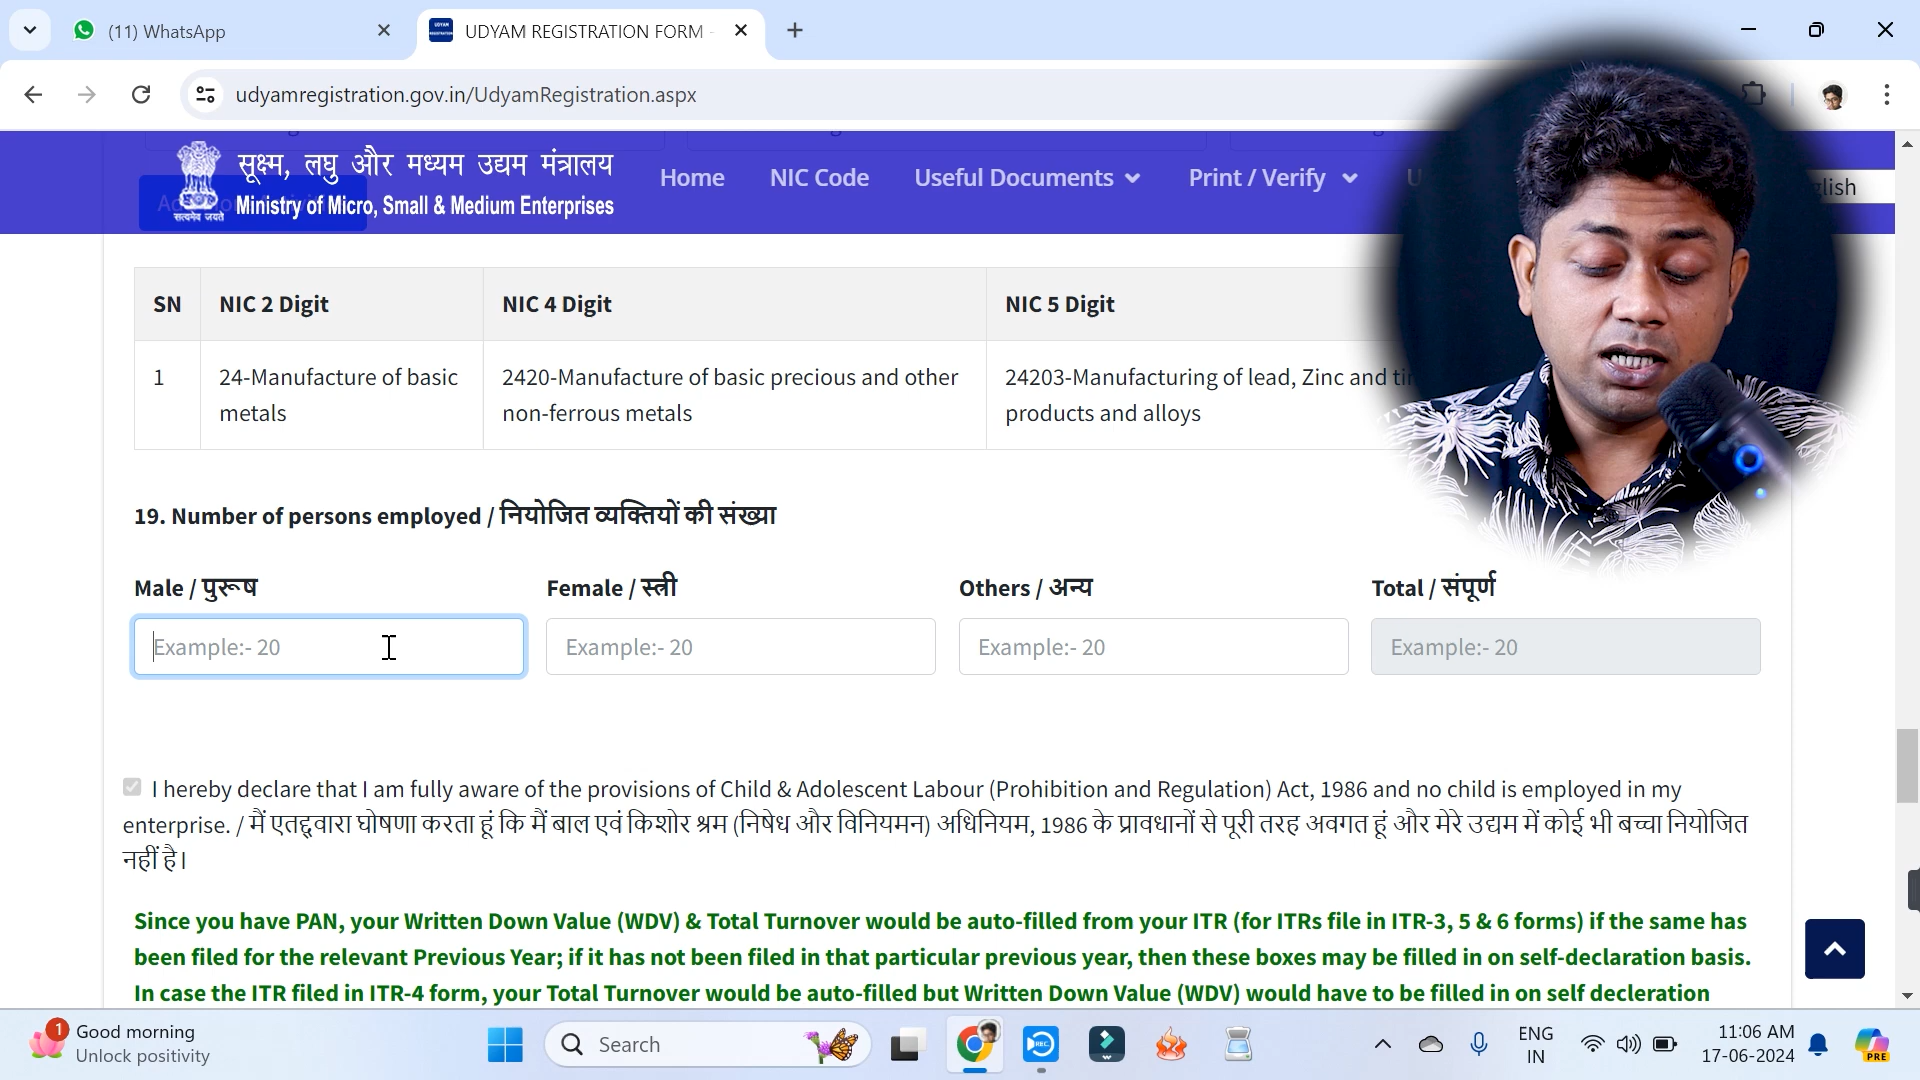 (11) WhatsApp
UDYAM REGISTRATION FORM
udyamregistration.gov.in/UdyamRegistration.aspx
सूक्ष्म, लघु और मध्यम उद्यम मंत्रालय
Ministry of Micro, Small & Medium Enterprises
सत्यमेव जयते
Home NIC Code Useful Documents Print / Verify U
glish
SN NIC 2 Digit NIC 4 Digit NIC 5 Digit
1 24-Manufacture of basic 2420-Manufacture of basic precious and other 24203-Manufacturing of lead, Zinc and tin
metals non-ferrous metals products and alloys
19. Number of persons employed / नियोजित व्यक्तियों की संख्या
Male / पुरूष Female / स्त्री Others / अन्य Total / संपूर्ण
Example:- 20 Example:- 20 Example:- 20 Example:- 20
I hereby declare that I am fully aware of the provisions of Child & Adolescent Labour (Prohibition and Regulation) Act, 1986 and no child is employed in my
enterprise. / मैं एतद्द्वारा घोषणा करता हूं कि मैं बाल एवं किशोर श्रम (निषेध और विनियमन) अधिनियम, 1986 के प्रावधानों से पूरी तरह अवगत हूं और मेरे उद्यम में कोई भी बच्चा नियोजित
नहीं है।
Since you have PAN, your Written Down Value (WDV) & Total Turnover would be auto-filled from your ITR (for ITRs file in ITR-3, 5 & 6 forms) if the same has
been filed for the relevant Previous Year; if it has not been filed in that particular previous year, then these boxes may be filled in on self-declaration basis.
In case the ITR filed in ITR-4 form, your Total Turnover would be auto-filled but Written Down Value (WDV) would have to be filled in on self decleration
1 Good morning
Unlock positivity
Search
REC
ENG
IN
11:06 AM
17-06-2024
PRE